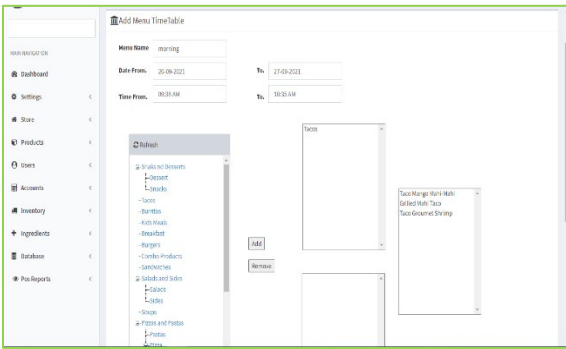 Add Menu TimeTable
Menu Name morning
Date From. 20-09-2021 To. 27-09-2021
Time From. 09:35 AM To. 10:35 AM
MAIN NAVIGATION
Dashboard
Settings
Store
Products
Users
Accounts
Inventory
Ingredients
Database
Pos Reports
Refresh
Shake and Desserts
Dessert
Snacks
Tacos
Burritos
Kids Meals
Breakfast
Burgers
Combo Products
Sandwiches
Salads and Sides
Salads
Sides
Soups
Pizzas and Pastas
Pastas
Pizza
Add
Remove
Tacos
Taco Mango Mahi-Mahi
Grilled Mahi Taco
Taco Groumet Shrimp